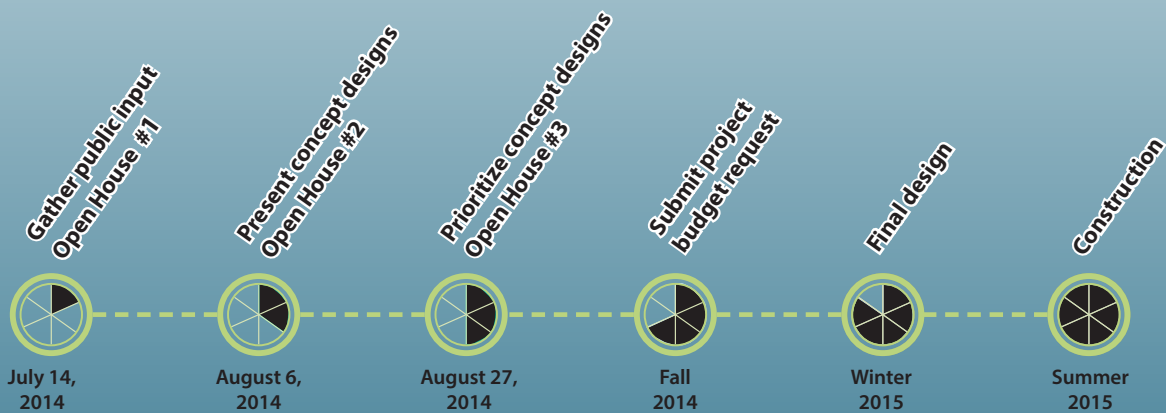 Gather public input
Open House #1
Present concept designs
Open House #2
Prioritize concept designs
Open House #3
Submit project
budget request
Final design
Construction
July 14,
2014
August 6,
2014
August 27,
2014
Fall
2014
Winter
2015
Summer
2015